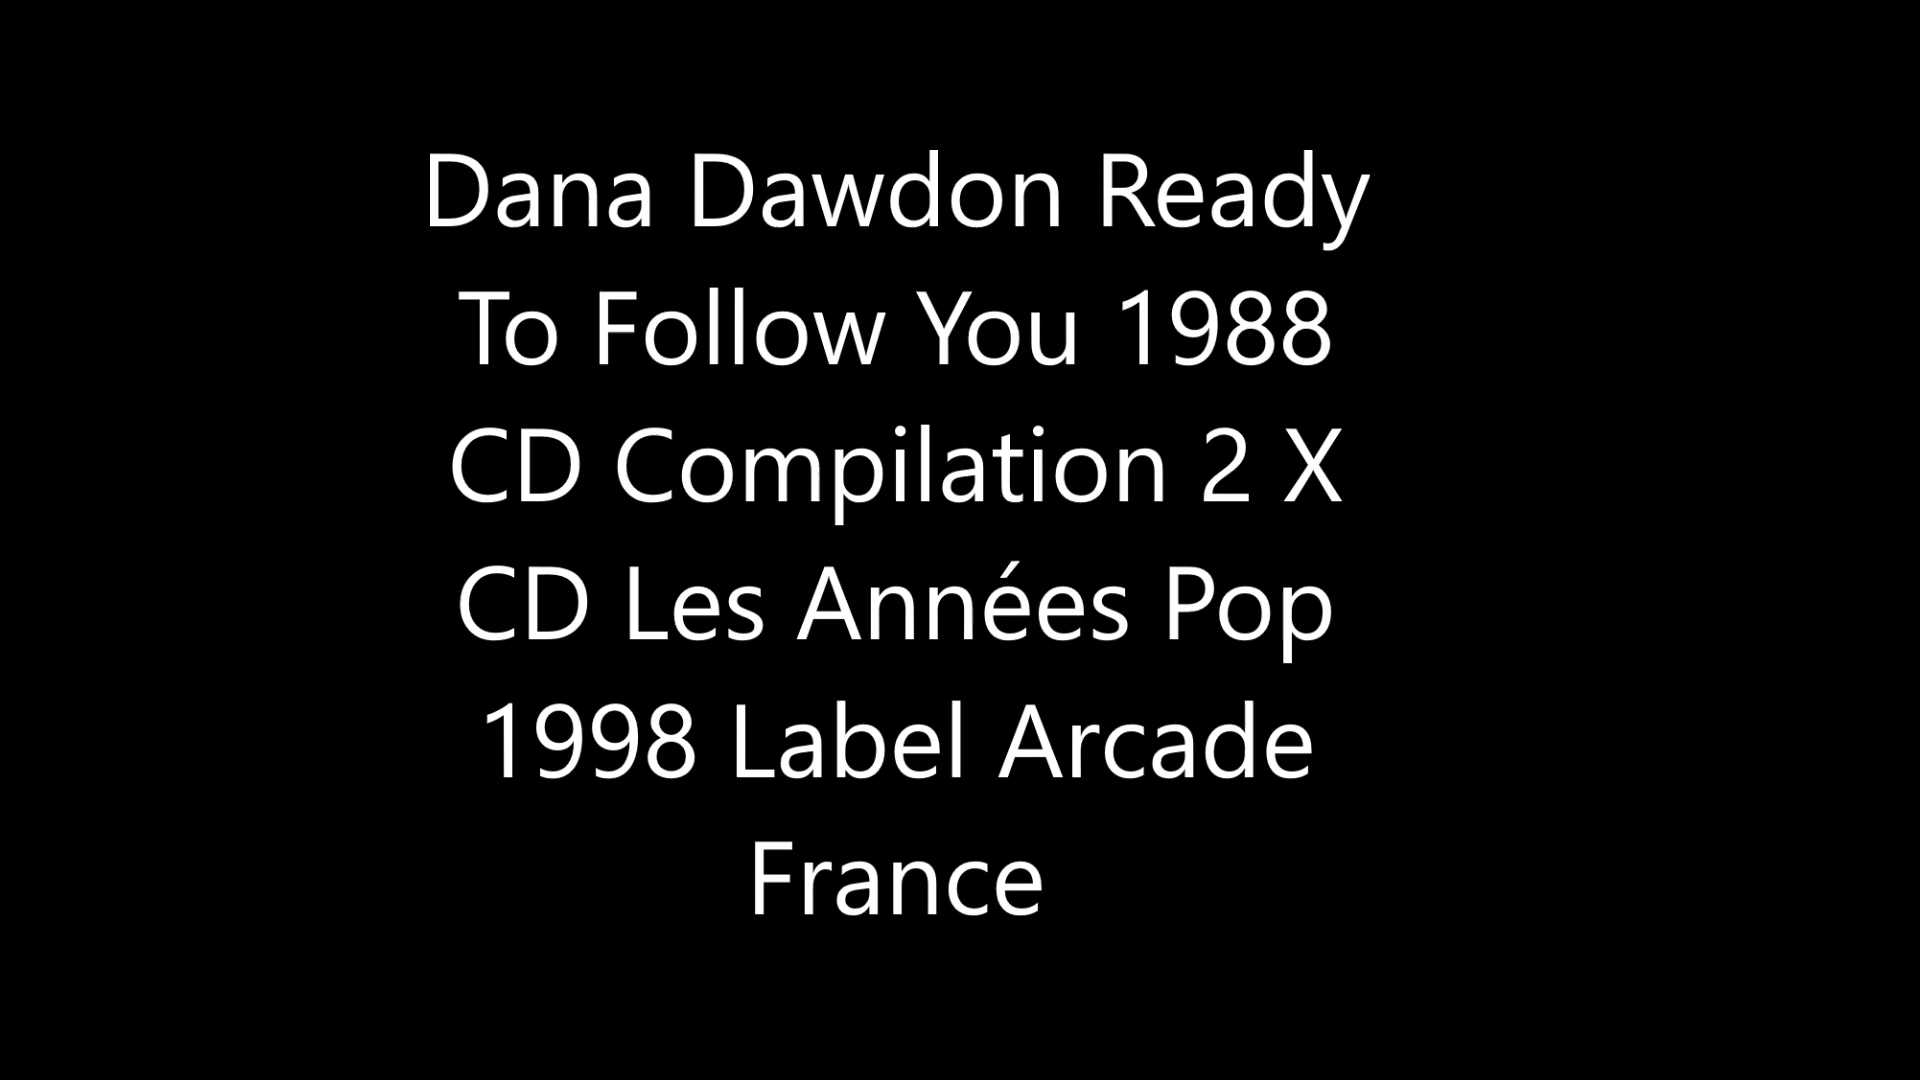 Dana Dawdon Ready
To Follow You 1988
CD Compilation 2 X
CD Les Années Pop
1998 Label Arcade
France